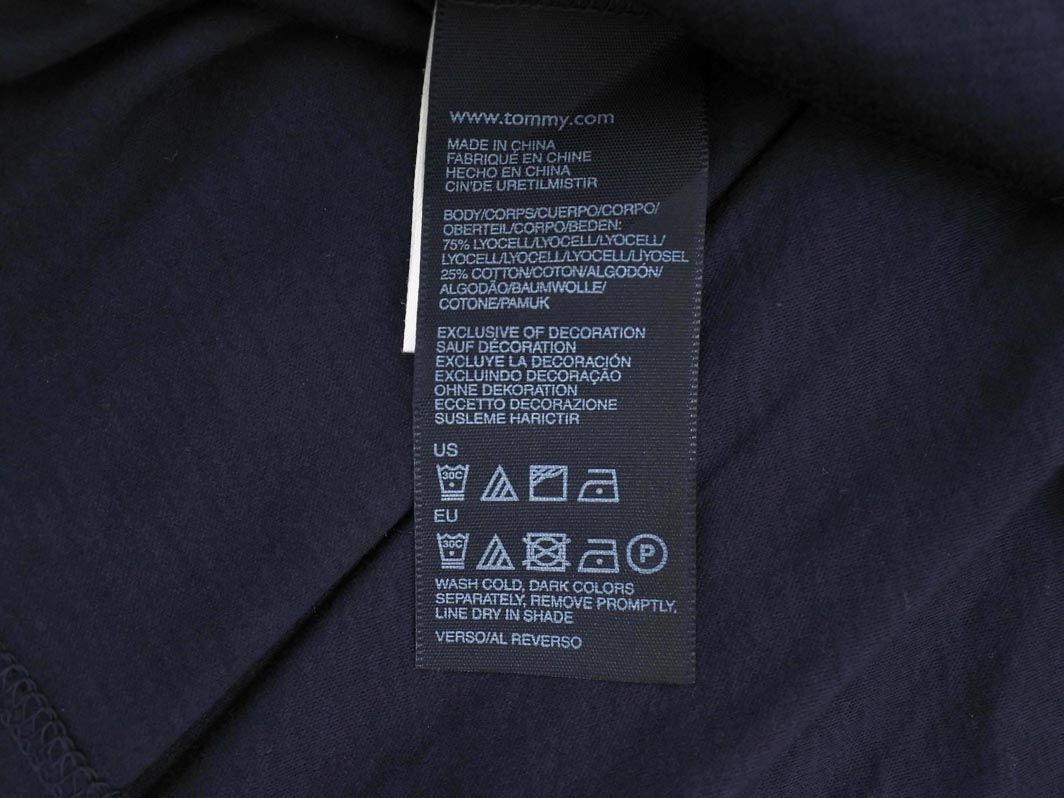 www.tommy.com
MADE IN CHINA
FABRIQUÉ EN CHINE
HECHO EN CHINA
CIN'DE URETILMISTIR
BODY/CORPS/CUERPO/CORPO/
OBERTEIL/CORPO/BEDEN:
75% LYOCELL/LYOCELL/LYOCELL/
LYOCELL/LYOCELL/LYOCELL/LIYOSEL
25% COTTON/COTON/ALGODÓN/
ALGODÃO/BAUMWOLLE/
COTONE/PAMUK
EXCLUSIVE OF DECORATION
SAUF DÉCORATION
EXCLUYE LA DECORACIÓN
EXCLUINDO DECORAÇÃO
OHNE DEKORATION
ECCETTO DECORAZIONE
SUSLEME HARICTIR
US
30C
EU
30C P
WASH COLD, DARK COLORS
SEPARATELY, REMOVE PROMPTLY,
LINE DRY IN SHADE
VERSO/AL REVERSO